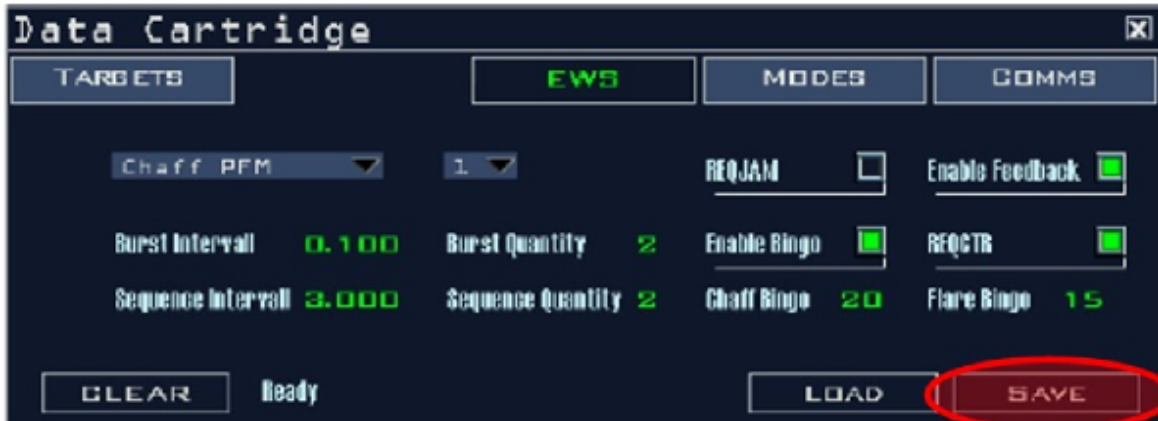 Data Cartridge
TARGETS EWS MODES COMMS
Chaff PFM 1 REQJAM Enable Feedback
Burst Intervall 0.100 Burst Quantity 2 Enable Bingo REQCTR
Sequence Intervall 3.000 Sequence Quantity 2 Chaff Bingo 20 Flare Bingo 15
CLEAR Ready LOAD SAVE